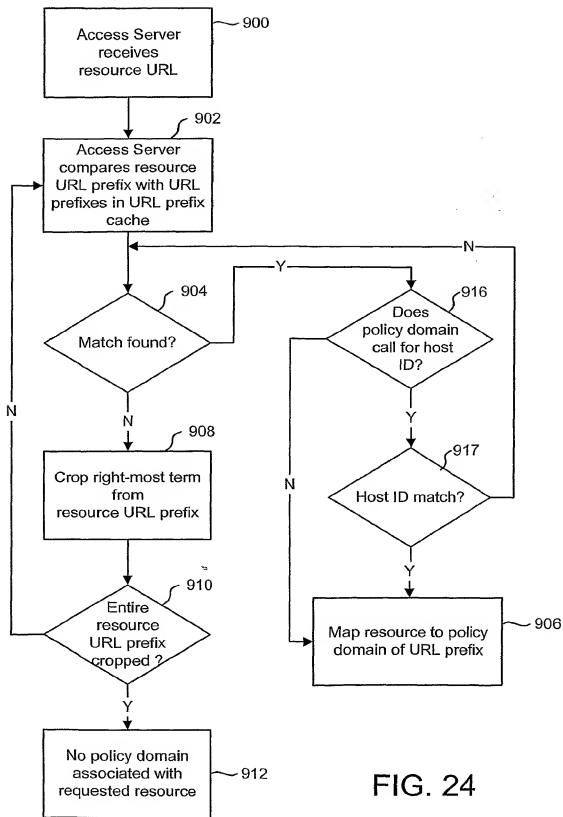 Access Server
receives
resource URL
900
902
Access Server
compares resource
URL prefix with URL
prefixes in URL prefix
cache
N
904
Y
916
Match found?
Does
policy domain
call for host
ID?
N
N
Y
908
917
Crop right-most term
from
resource URL prefix
N
Host ID match?
910
Y
Entire
resource
URL prefix
cropped ?
Map resource to policy
domain of URL prefix
906
Y
No policy domain
associated with
requested resource
912
FIG. 24